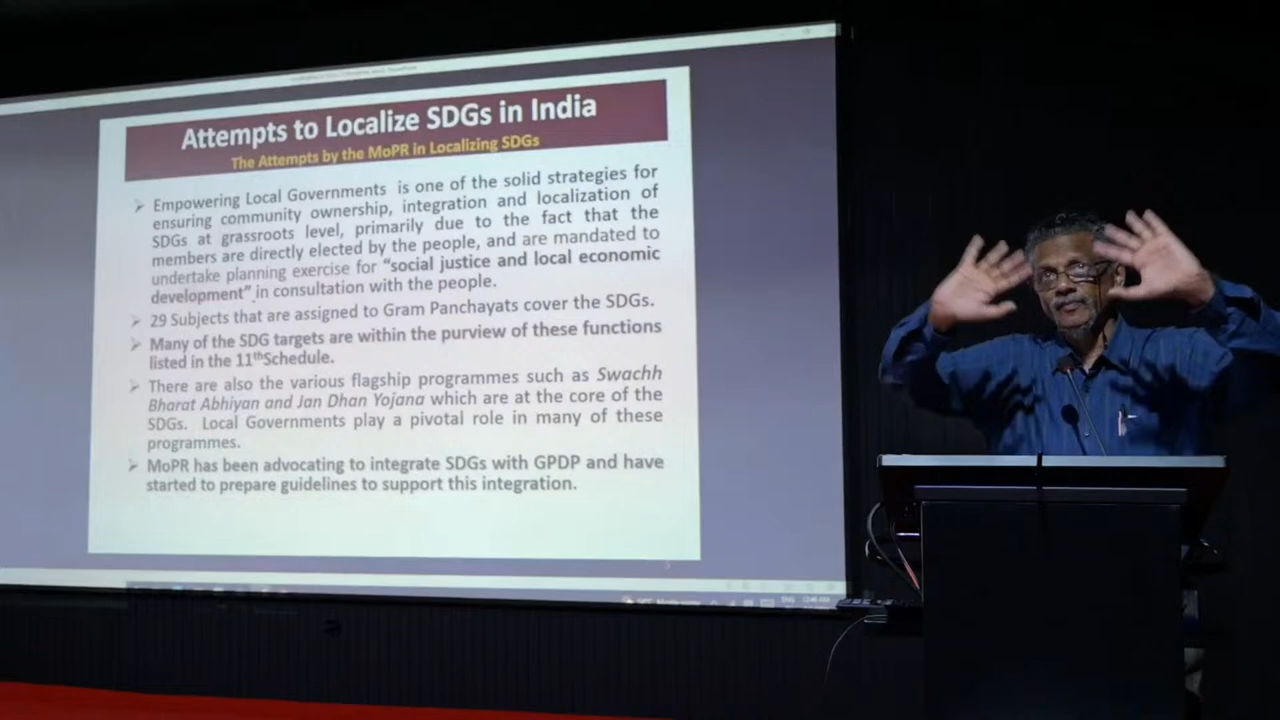 Attempts to Localize SDGs in India
The Attempts by the MoPR in Localizing SDGs
➢ Empowering Local Governments is one of the solid strategies for
ensuring community ownership, integration and localization of
SDGs at grassroots level, primarily due to the fact that the
members are directly elected by the people, and are mandated to
undertake planning exercise for “social justice and local economic
development” in consultation with the people.
➢ 29 Subjects that are assigned to Gram Panchayats cover the SDGs.
➢ Many of the SDG targets are within the purview of these functions
listed in the 11thSchedule.
➢ There are also the various flagship programmes such as Swachh
Bharat Abhiyan and Jan Dhan Yojana which are at the core of the
SDGs. Local Governments play a pivotal role in many of these
programmes.
➢ MoPR has been advocating to integrate SDGs with GPDP and have
started to prepare guidelines to support this integration.
ENG